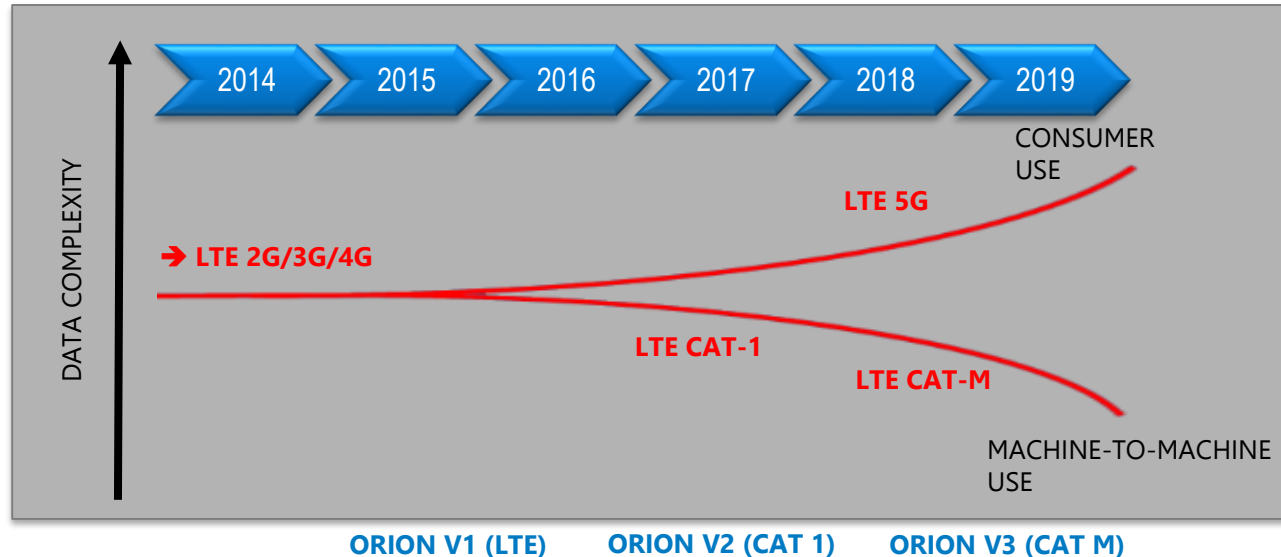 2014 2015 2016 2017 2018 2019
CONSUMER
USE
LTE 5G
➔ LTE 2G/3G/4G
DATA COMPLEXITY
LTE CAT-1
LTE CAT-M
MACHINE-TO-MACHINE
USE
ORION V1 (LTE) ORION V2 (CAT 1) ORION V3 (CAT M)